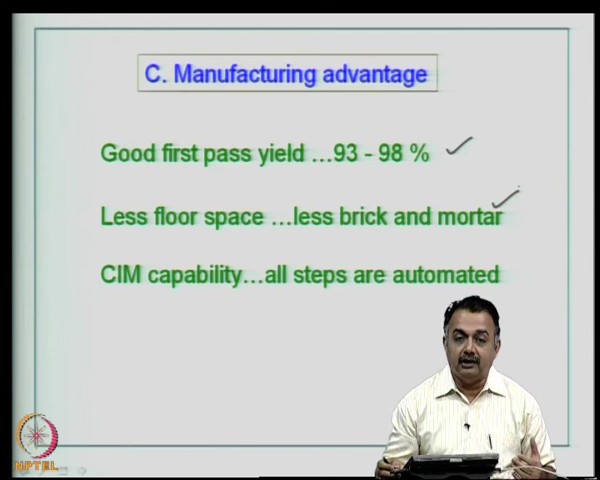 C. Manufacturing advantage
Good first pass yield ...93 - 98 %
Less floor space ...less brick and mortar
CIM capability...all steps are automated
NPTEL